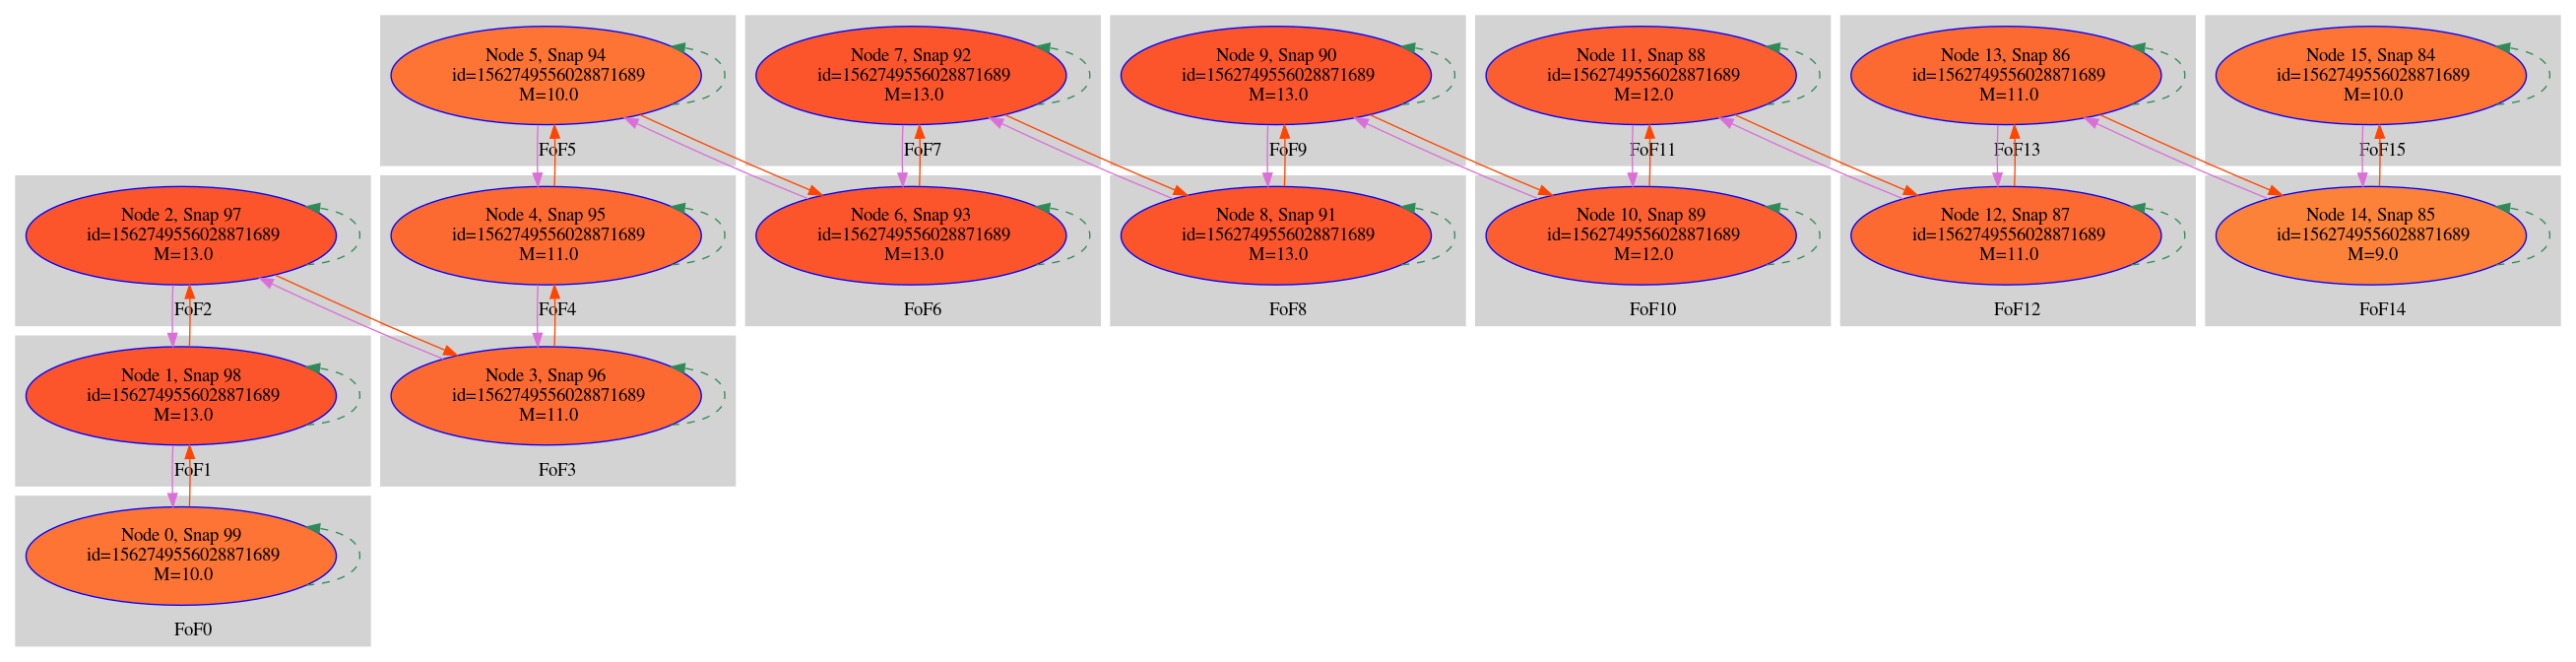 Node 5, Snap 94
id=1562749556028871689
M=10.0
FoF5
Node 7, Snap 92
id=1562749556028871689
M=13.0
FoF7
Node 9, Snap 90
id=1562749556028871689
M=13.0
FoF9
Node 11, Snap 88
id=1562749556028871689
M=12.0
FoF11
Node 13, Snap 86
id=1562749556028871689
M=11.0
FoF13
Node 15, Snap 84
id=1562749556028871689
M=10.0
FoF15
Node 2, Snap 97
id=1562749556028871689
M=13.0
FoF2
Node 4, Snap 95
id=1562749556028871689
M=11.0
FoF4
Node 6, Snap 93
id=1562749556028871689
M=13.0
FoF6
Node 8, Snap 91
id=1562749556028871689
M=13.0
FoF8
Node 10, Snap 89
id=1562749556028871689
M=12.0
FoF10
Node 12, Snap 87
id=1562749556028871689
M=11.0
FoF12
Node 14, Snap 85
id=1562749556028871689
M=9.0
FoF14
Node 1, Snap 98
id=1562749556028871689
M=13.0
FoF1
Node 3, Snap 96
id=1562749556028871689
M=11.0
FoF3
Node 0, Snap 99
id=1562749556028871689
M=10.0
FoF0